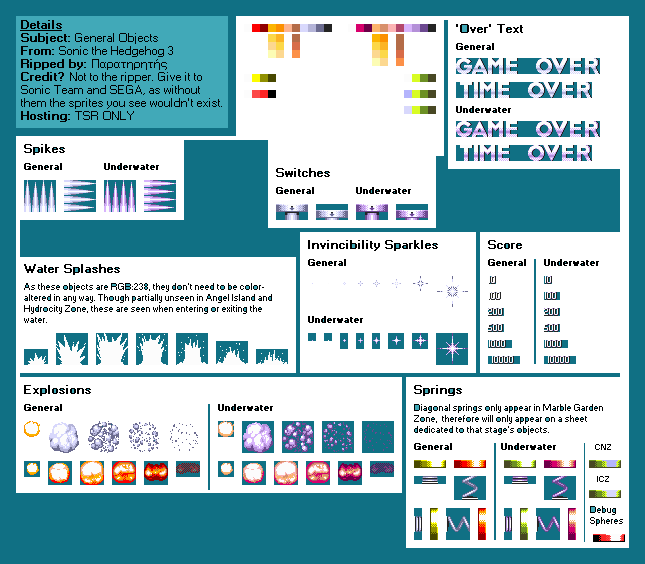 Details
Subject: General Objects
From: Sonic the Hedgehog 3
Ripped by: Παρατηρητής
Credit? Not to the ripper. Give it to
Sonic Team and SEGA, as without
them the sprites you see wouldn't exist.
Hosting: TSR ONLY
'Over' Text
General
GAME OVER
TIME OVER
Underwater
GAME OVER
TIME OVER
Spikes
General Underwater
Switches
General Underwater
Water Splashes
As these objects are RGB:238, they don't need to be color-
altered in any way. Though partially unseen in Angel Island and
Hydrocity Zone, these are seen when entering or exiting the
water.
Invincibility Sparkles
General
Underwater
Score
General Underwater
10 10
100 100
200 200
500 500
1000 1000
10000 10000
Explosions
General Underwater
Springs
Diagonal springs only appear in Marble Garden
Zone, therefore will only appear on a sheet
dedicated to that stage's objects.
General Underwater CNZ
ICZ
Debug
Spheres